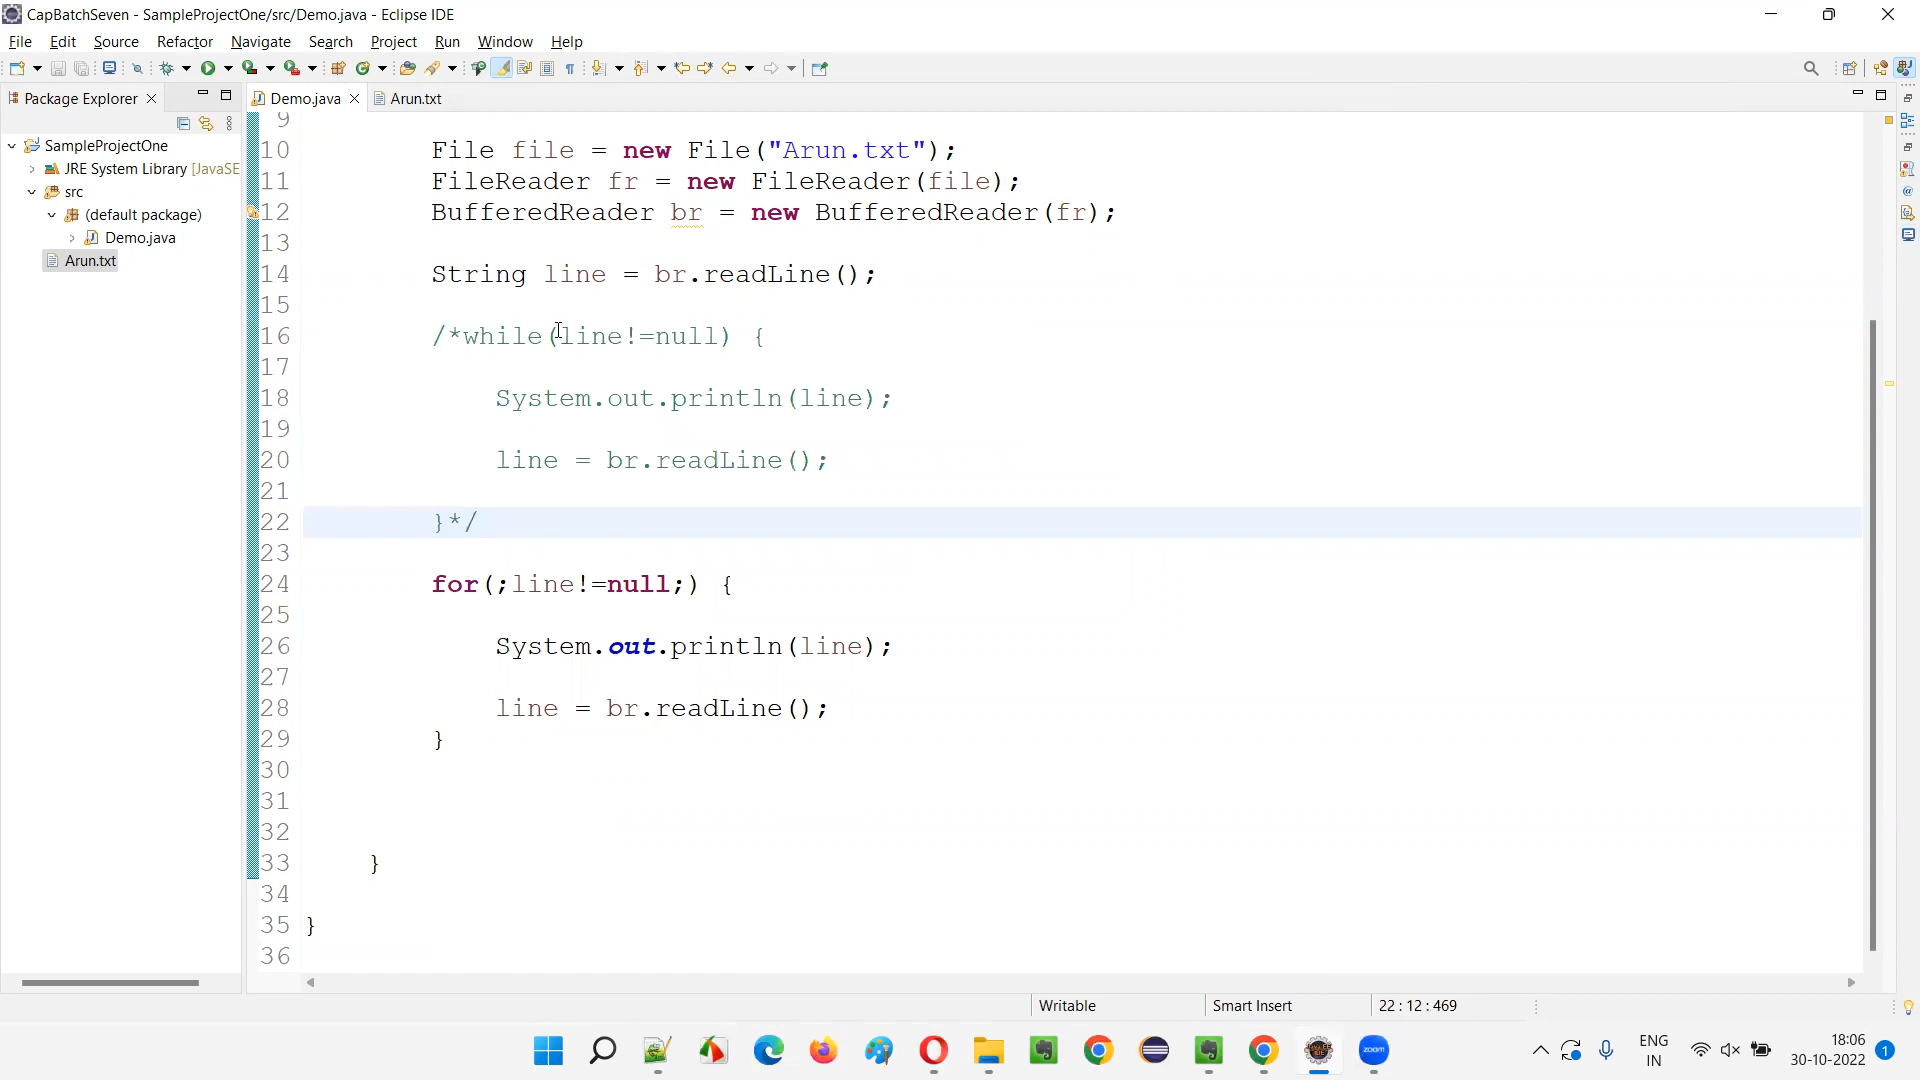 CapBatchSeven - SampleProjectOne/src/Demo.java - Eclipse IDE
File Edit Source Refactor Navigate Search Project Run Window Help
Package Explorer
Demo.java
Arun.txt
SampleProjectOne
JRE System Library [JavaSE
src
(default package)
Demo.java
Arun.txt
9
10 File file = new File("Arun.txt");
11 FileReader fr = new FileReader(file);
12 BufferedReader br = new BufferedReader(fr);
13
14 String line = br.readLine();
15
16 /*while(line!=null) {
17
18 System.out.println(line);
19
20 line = br.readLine();
21
22 }*/
23
24 for(;line!=null;) {
25
26 System.out.println(line);
27
28 line = br.readLine();
29 }
30
31
32
33 }
34
35 }
36
Writable Smart Insert 22 : 12 : 469
zoom
ENG
IN
18:06
30-10-2022
1